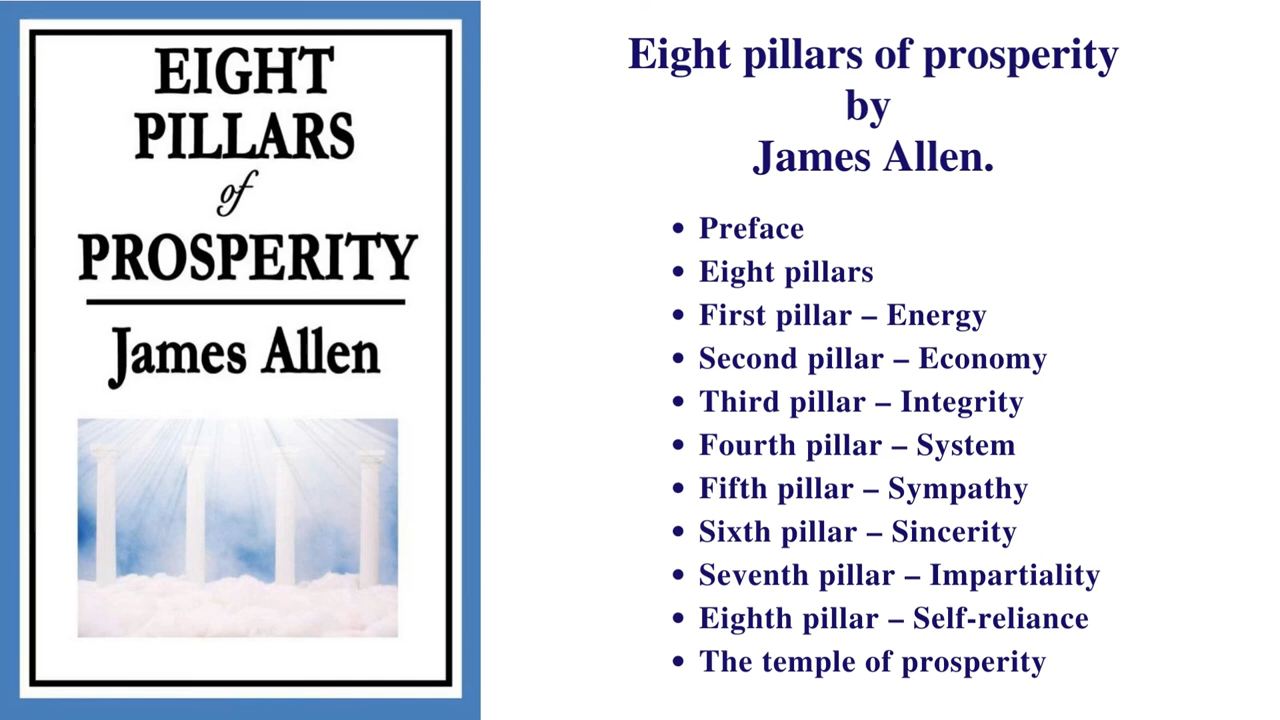 EIGHT
PILLARS
of
PROSPERITY
James Allen
Eight pillars of prosperity
by
James Allen.
• Preface
• Eight pillars
• First pillar – Energy
• Second pillar – Economy
• Third pillar – Integrity
• Fourth pillar – System
• Fifth pillar – Sympathy
• Sixth pillar – Sincerity
• Seventh pillar – Impartiality
• Eighth pillar – Self-reliance
• The temple of prosperity